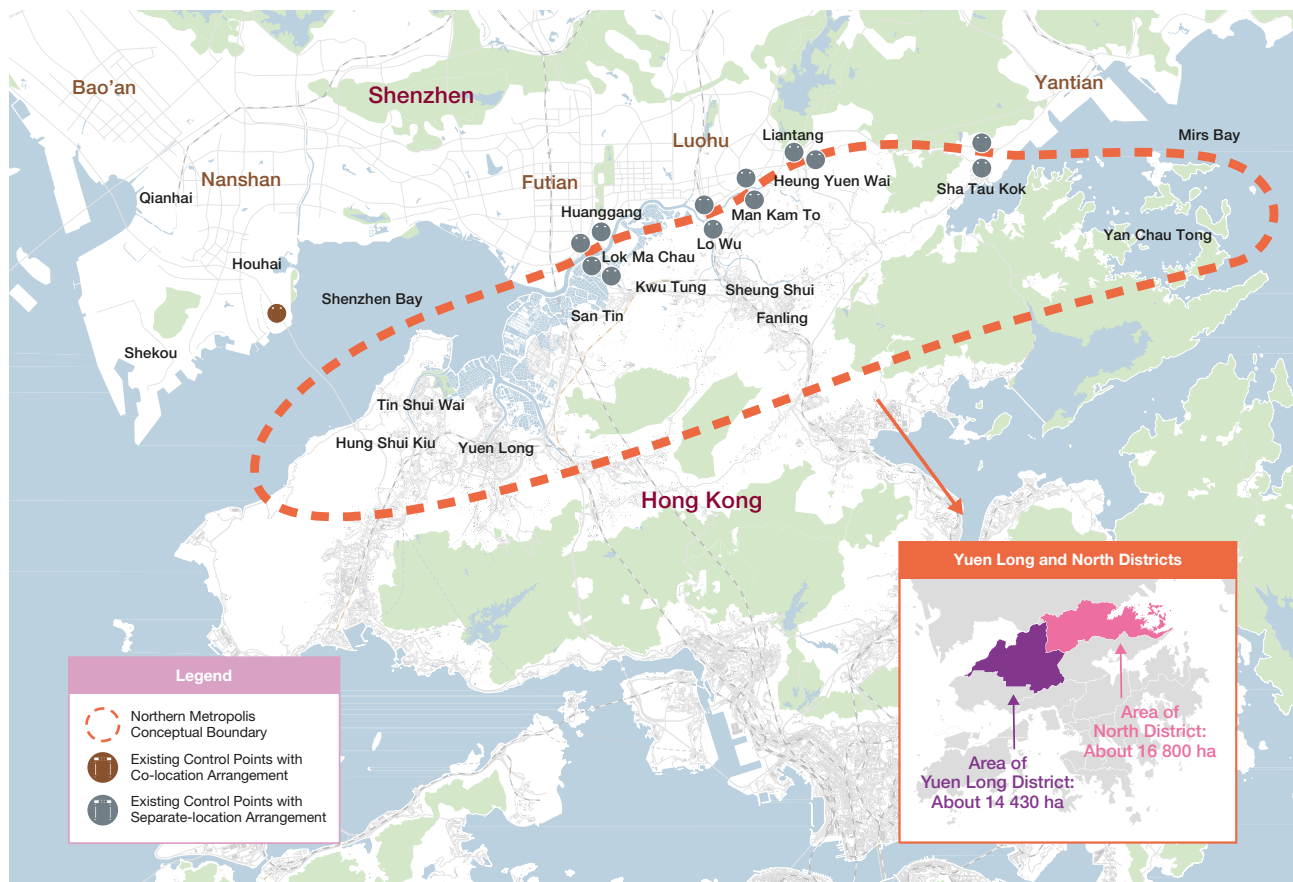 Bao'an
Shenzhen
Yantian
Mirs Bay
Liantang
Luohu
Nanshan
Futian
Heung Yuen Wai
Sha Tau Kok
Qianhai
Huanggang
Man Kam To
Yan Chau Tong
Lo Wu
Houhai
Lok Ma Chau
Kwu Tung
Sheung Shui
Shenzhen Bay
San Tin
Fanling
Shekou
Tin Shui Wai
Hung Shui Kiu
Yuen Long
Hong Kong
Legend
Northern Metropolis
Conceptual Boundary
Existing Control Points with
Co-location Arrangement
Existing Control Points with
Separate-location Arrangement
Yuen Long and North Districts
Area of
North District:
About 16 800 ha
Area of
Yuen Long District:
About 14 430 ha